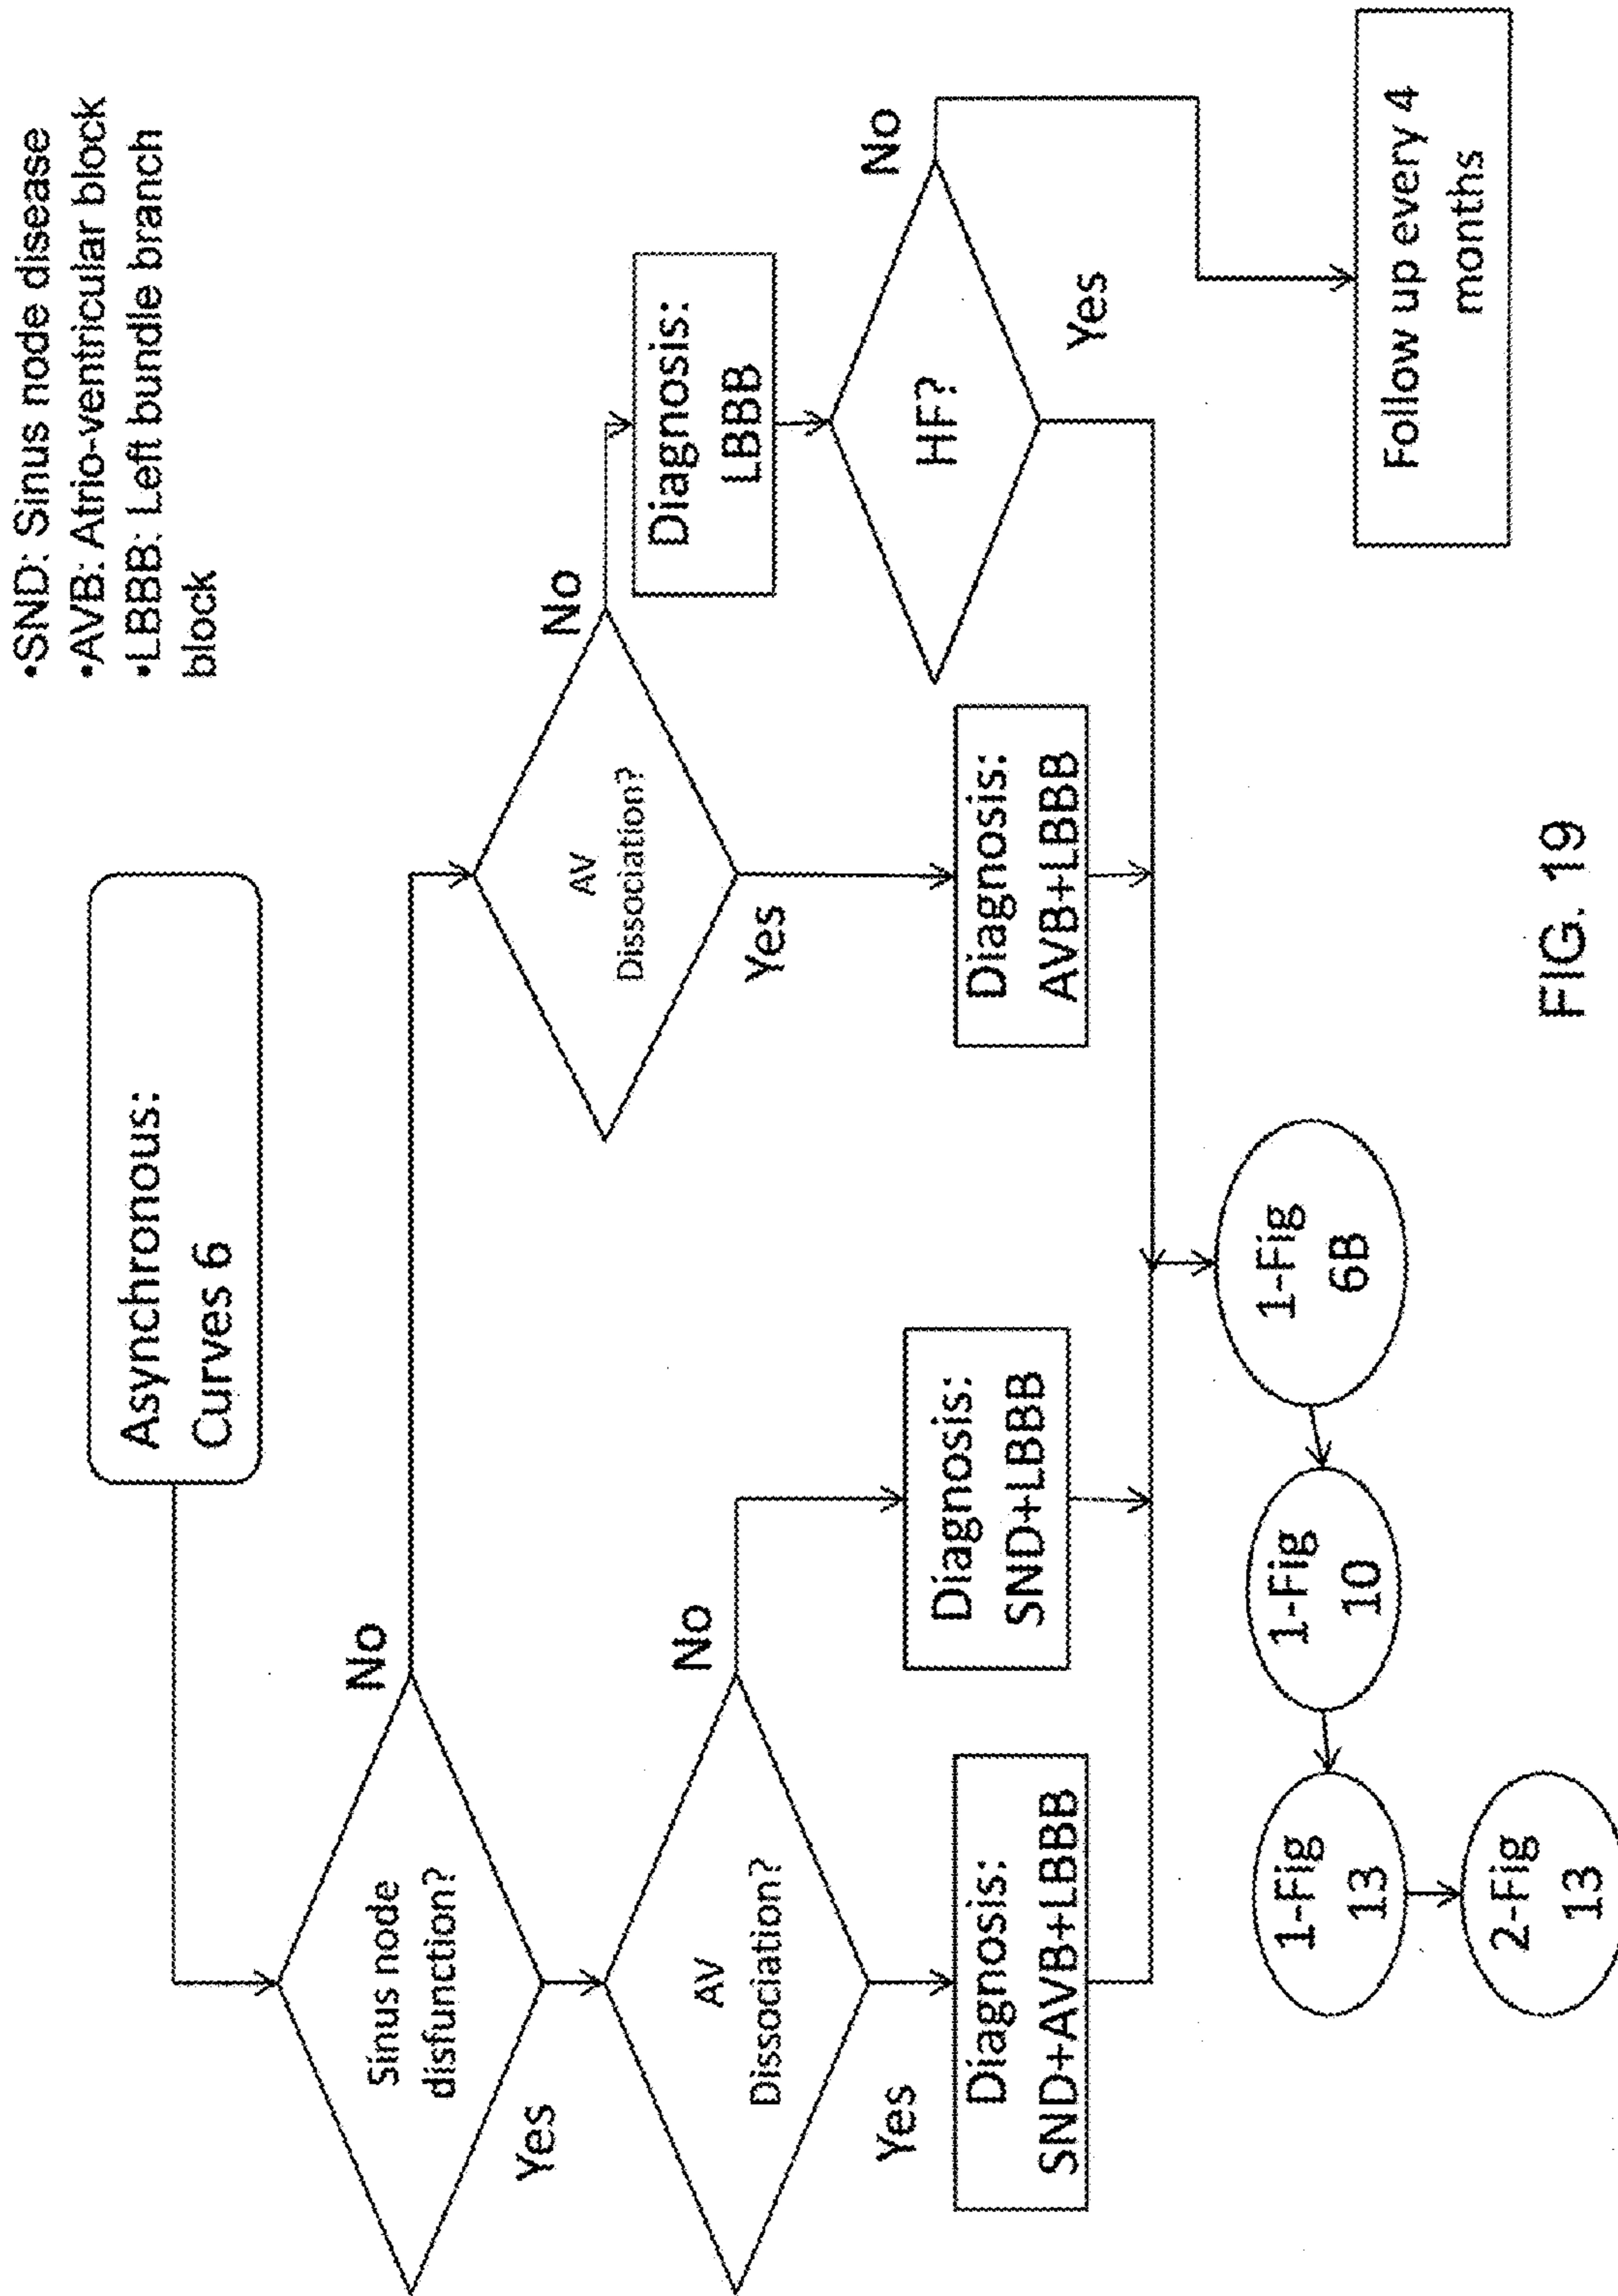 •SND: Sinus node disease
•AVB: Atrio-ventricular block
•LBBB: Left bundle branch
block
Asynchronous:
Curves 6
Sinus node
disfunction?
No
Yes
AV
Dissociation?
No
Yes
AV
Dissociation?
No
Yes
Diagnosis:
LBBB
HF?
No
Yes
Diagnosis:
SND+AVB+LBBB
Diagnosis:
SND+LBBB
Diagnosis:
AVB+LBBB
1-Fig
6B
1-Fig
10
1-Fig
13
2-Fig
13
Follow up every 4
months
FIG. 19